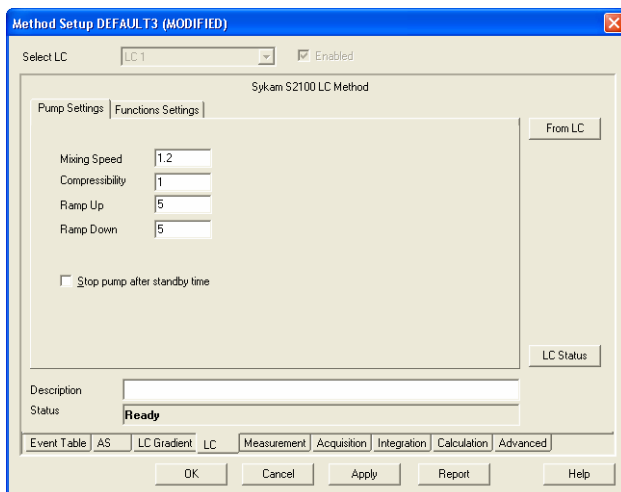 Method Setup DEFAULT3 (MODIFIED)
Select LC LC 1 Enabled
Sykam S2100 LC Method
Pump Settings Functions Settings
From LC
Mixing Speed 1.2
Compressibility 1
Ramp Up 5
Ramp Down 5
Stop pump after standby time
LC Status
Description
Status Ready
Event Table AS LC Gradient LC Measurement Acquisition Integration Calculation Advanced
OK Cancel Apply Report Help